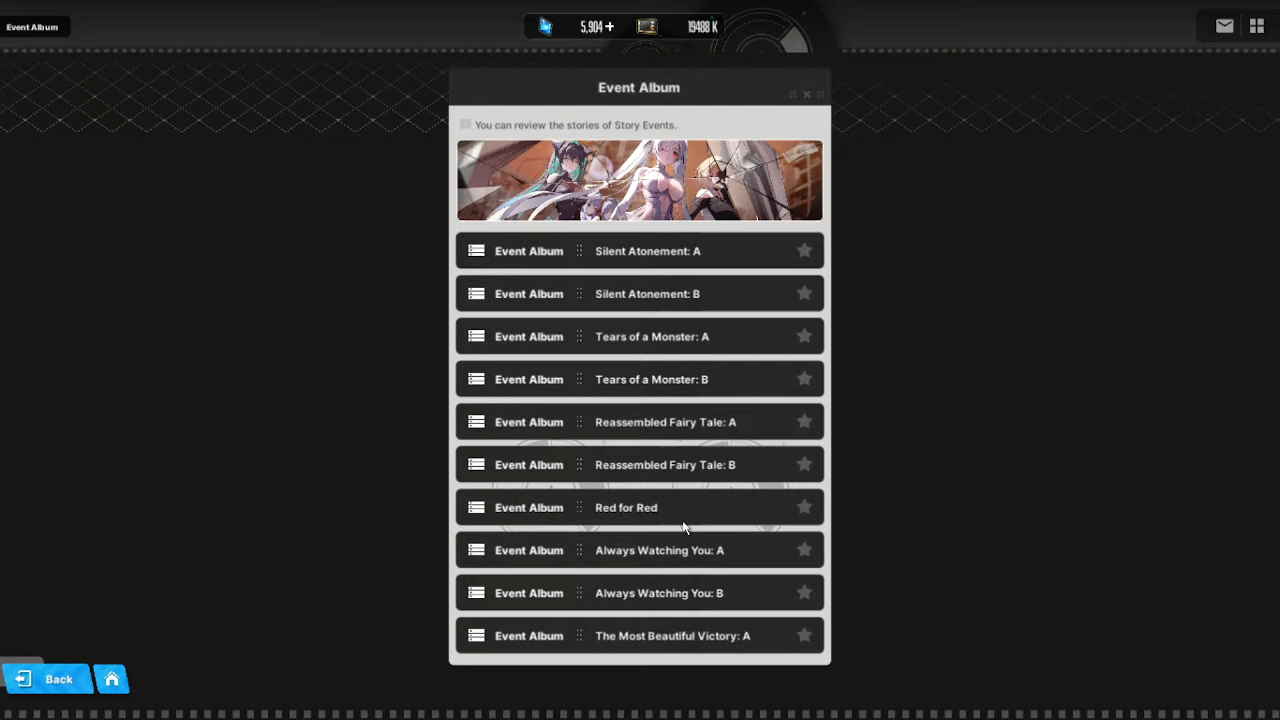 Event Album
5,904 +
19488 K
Event Album
You can review the stories of Story Events.
Event Album Silent Atonement: A
Event Album Silent Atonement: B
Event Album Tears of a Monster: A
Event Album Tears of a Monster: B
Event Album Reassembled Fairy Tale: A
Event Album Reassembled Fairy Tale: B
Event Album Red for Red
Event Album Always Watching You: A
Event Album Always Watching You: B
Event Album The Most Beautiful Victory: A
Back